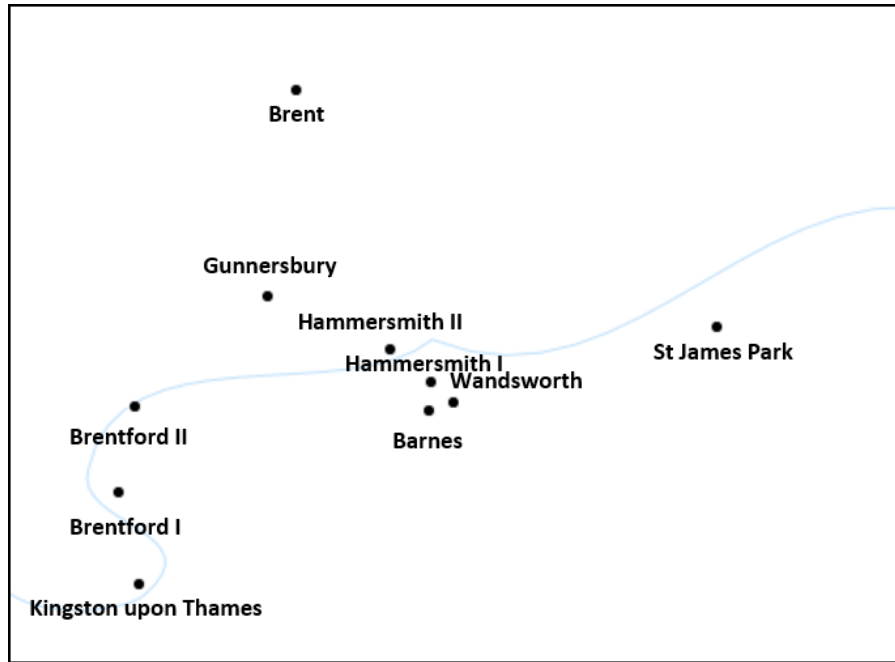 Brent
Gunnersbury
Hammersmith II
St James Park
Hammersmith I
Wandsworth
Brentford II
Barnes
Brentford I
Kingston upon Thames